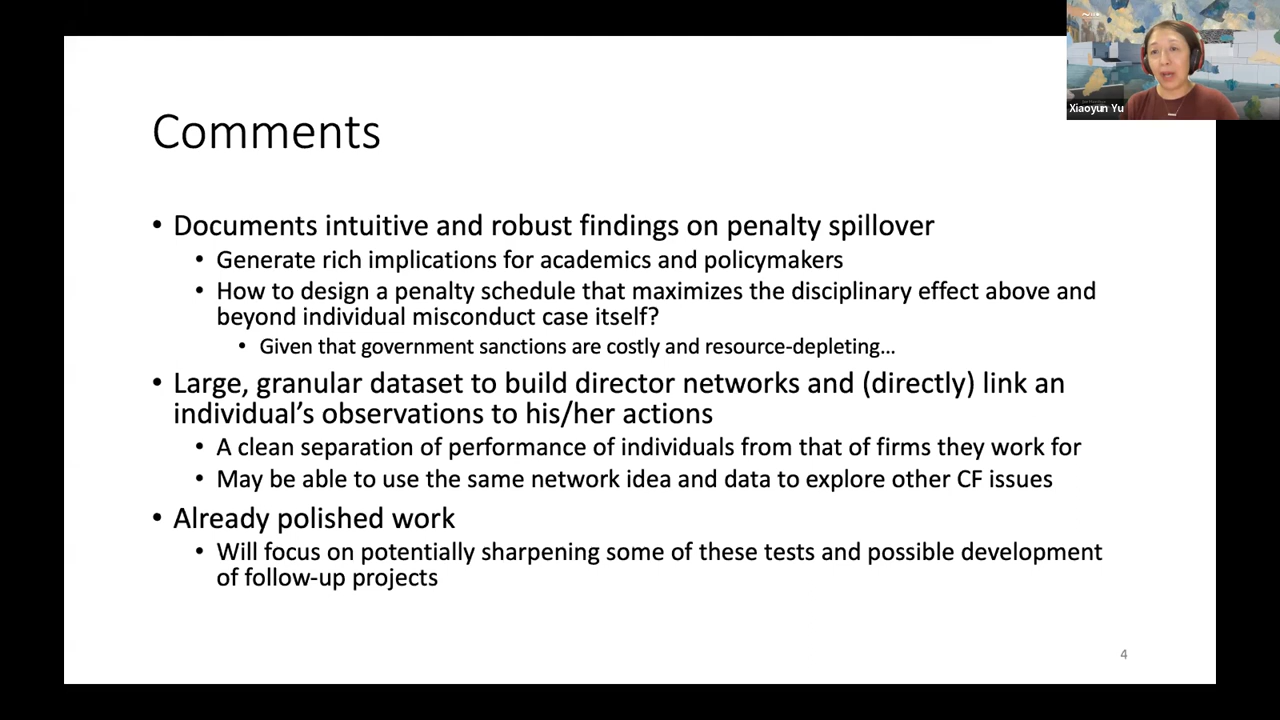 Xiaoyun Yu
Comments
• Documents intuitive and robust findings on penalty spillover
• Generate rich implications for academics and policymakers
• How to design a penalty schedule that maximizes the disciplinary effect above and
beyond individual misconduct case itself?
• Given that government sanctions are costly and resource-depleting…
• Large, granular dataset to build director networks and (directly) link an
individual’s observations to his/her actions
• A clean separation of performance of individuals from that of firms they work for
• May be able to use the same network idea and data to explore other CF issues
• Already polished work
• Will focus on potentially sharpening some of these tests and possible development
of follow-up projects
4